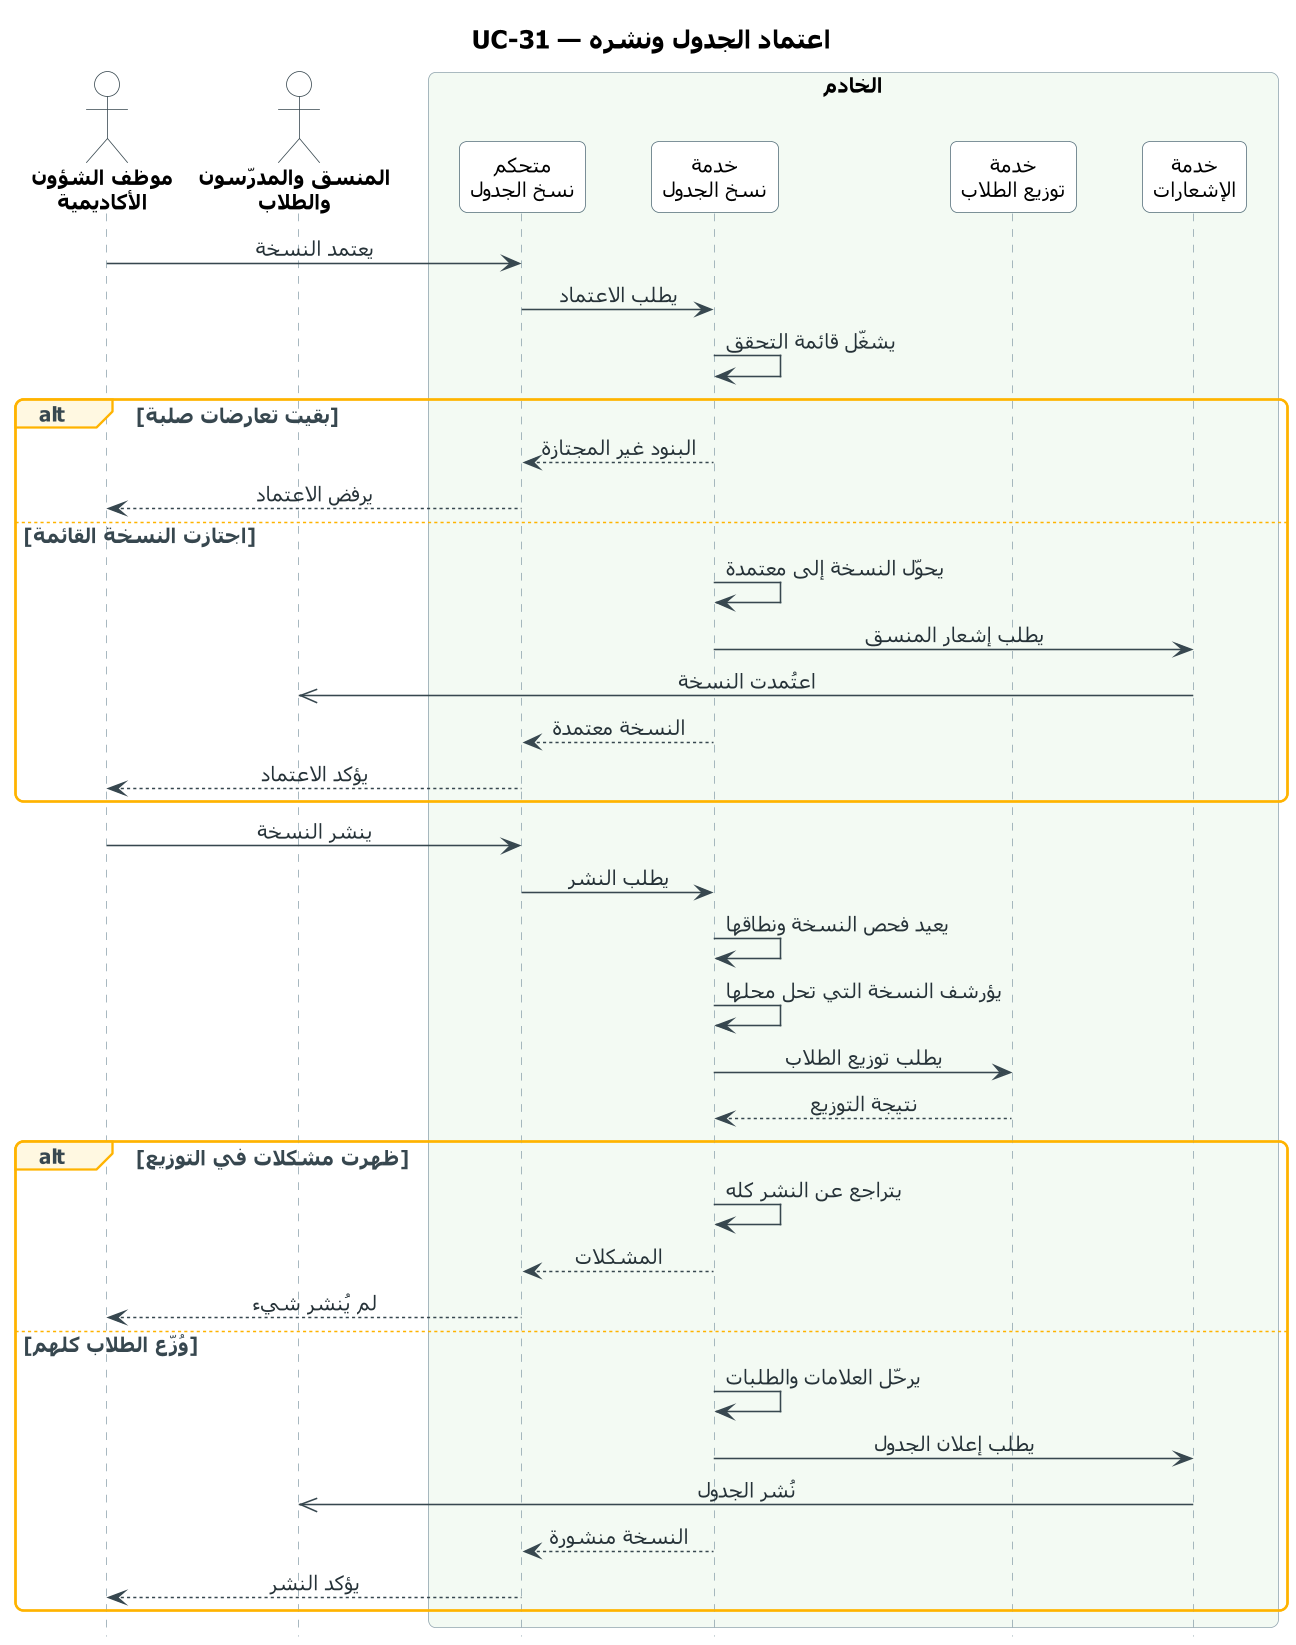 UC-31 — اعتماد الجدول ونشره
الخادم
موظف الشؤون
الأكاديمية
المنسق والمدرّسون
والطلاب
متحكم
نسخ الجدول
خدمة
نسخ الجدول
خدمة
توزيع الطلاب
خدمة
الإشعارات
يعتمد النسخة
يطلب الاعتماد
يشغّل قائمة التحقق
alt
[بقيت تعارضات صلبة]
البنود غير المجتازة
يرفض الاعتماد
[اجتازت النسخة القائمة]
يحوّل النسخة إلى معتمدة
يطلب إشعار المنسق
اعتُمدت النسخة
النسخة معتمدة
يؤكد الاعتماد
ينشر النسخة
يطلب النشر
يعيد فحص النسخة ونطاقها
يؤرشف النسخة التي تحل محلها
يطلب توزيع الطلاب
نتيجة التوزيع
alt
[ظهرت مشكلات في التوزيع]
يتراجع عن النشر كله
المشكلات
لم يُنشر شيء
[وُزّع الطلاب كلهم]
يرحّل العلامات والطلبات
يطلب إعلان الجدول
نُشر الجدول
النسخة منشورة
يؤكد النشر